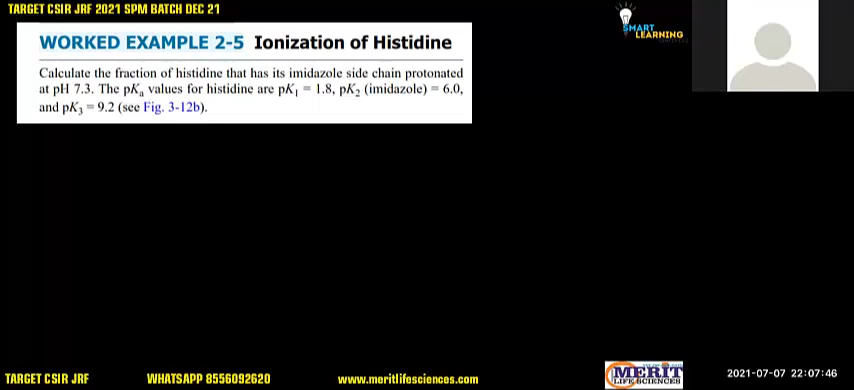 TARGET CSIR JRF 2021 SPM BATCH DEC 21
SMART
LEARNING
WORKED EXAMPLE 2-5 Ionization of Histidine
Calculate the fraction of histidine that has its imidazole side chain protonated
at pH 7.3. The pKa values for histidine are pK1 = 1.8, pK2 (imidazole) = 6.0,
and pK3 = 9.2 (see Fig. 3-12b).
TARGET CSIR JRF WHATSAPP 8556092620 www.meritlifesciences.com
MERIT
LIFE SCIENCES
2021-07-07 22:07:46